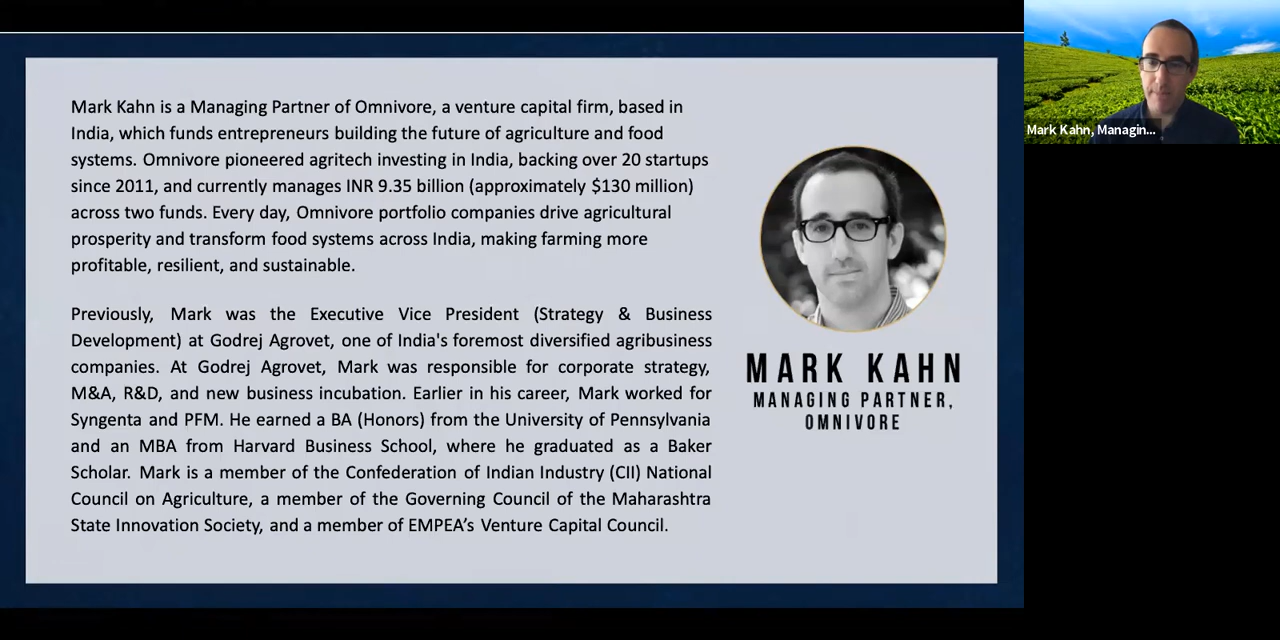 Mark Kahn is a Managing Partner of Omnivore, a venture capital firm, based in
India, which funds entrepreneurs building the future of agriculture and food
systems. Omnivore pioneered agritech investing in India, backing over 20 startups
since 2011, and currently manages INR 9.35 billion (approximately $130 million)
across two funds. Every day, Omnivore portfolio companies drive agricultural
prosperity and transform food systems across India, making farming more
profitable, resilient, and sustainable.
Previously, Mark was the Executive Vice President (Strategy & Business
Development) at Godrej Agrovet, one of India's foremost diversified agribusiness
companies. At Godrej Agrovet, Mark was responsible for corporate strategy,
M&A, R&D, and new business incubation. Earlier in his career, Mark worked for
Syngenta and PFM. He earned a BA (Honors) from the University of Pennsylvania
and an MBA from Harvard Business School, where he graduated as a Baker
Scholar. Mark is a member of the Confederation of Indian Industry (CII) National
Council on Agriculture, a member of the Governing Council of the Maharashtra
State Innovation Society, and a member of EMPEA’s Venture Capital Council.
MARK KAHN
MANAGING PARTNER,
OMNIVORE
Mark Kahn, Managin...